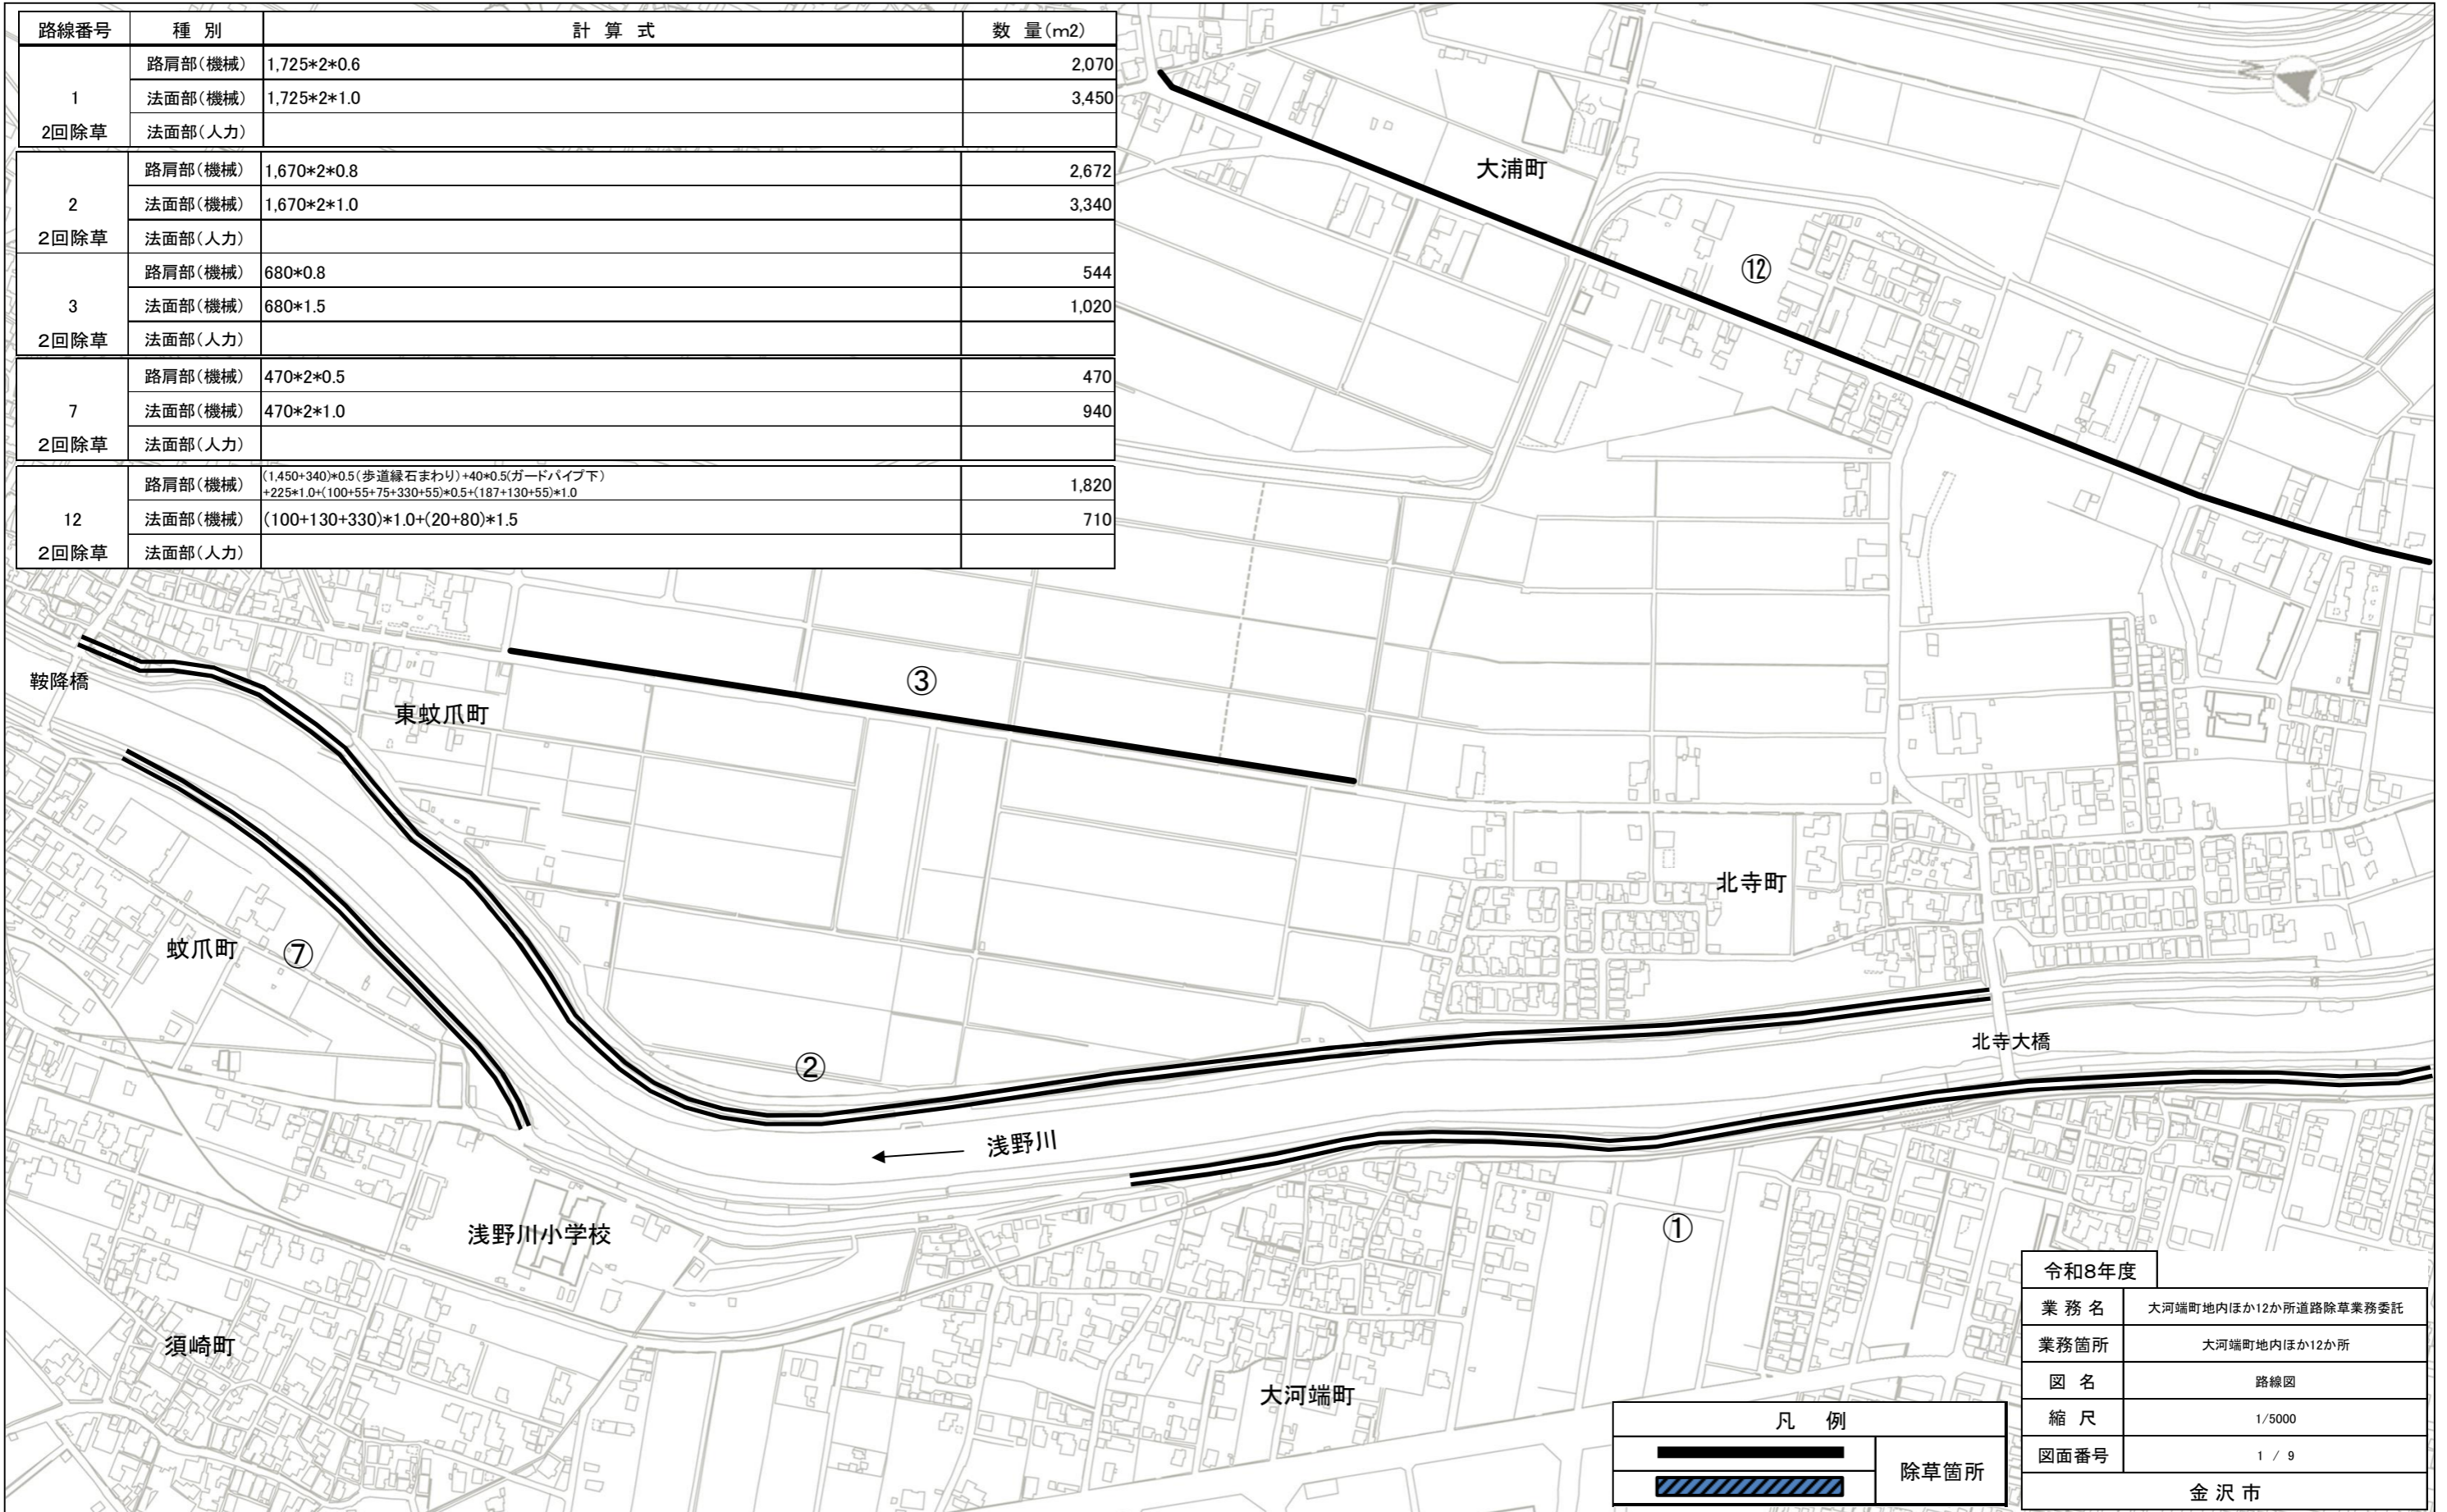 路線番号 種 別 計 算 式 数 量(m2)
1 2回除草 路肩部(機械) 1,725*2*0.6 2,070
法面部(機械) 1,725*2*1.0 3,450
法面部(人力)
2 2回除草 路肩部(機械) 1,670*2*0.8 2,672
法面部(機械) 1,670*2*1.0 3,340
法面部(人力)
3 2回除草 路肩部(機械) 680*0.8 544
法面部(機械) 680*1.5 1,020
法面部(人力)
7 2回除草 路肩部(機械) 470*2*0.5 470
法面部(機械) 470*2*1.0 940
法面部(人力)
12 2回除草 路肩部(機械) (1,450+340)*0.5(歩道縁石まわり)+40*0.5(ガードパイプ下)
+225*1.0+(100+55+75+330+55)*0.5+(187+130+55)*1.0 1,820
法面部(機械) (100+130+330)*1.0+(20+80)*1.5 710
法面部(人力)
大浦町
⑫
鞍降橋
東蚊爪町
③
北寺町
蚊爪町
⑦
②
北寺大橋
浅野川
浅野川小学校
①
須崎町
大河端町
凡 例
除草箇所
令和8年度
業 務 名 大河端町地内ほか12か所道路除草業務委託
業務箇所 大河端町地内ほか12か所
図 名 路線図
縮 尺 1/5000
図面番号 1 / 9
金 沢 市